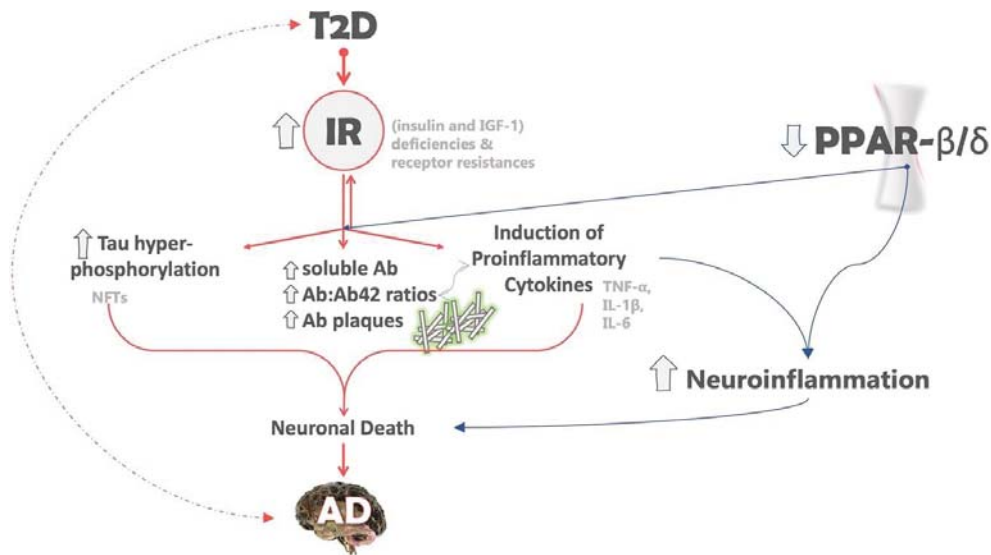 T2D
IR
(insulin and IGF-1)
deficiencies &
receptor resistances
PPAR-β/δ
Tau hyper-
phosphorylation
NFTs
soluble Ab
Ab:Ab42 ratios
Ab plaques
Induction of
Proinflammatory
Cytokines
TNF-α,
IL-1β,
IL-6
Neuroinflammation
Neuronal Death
AD